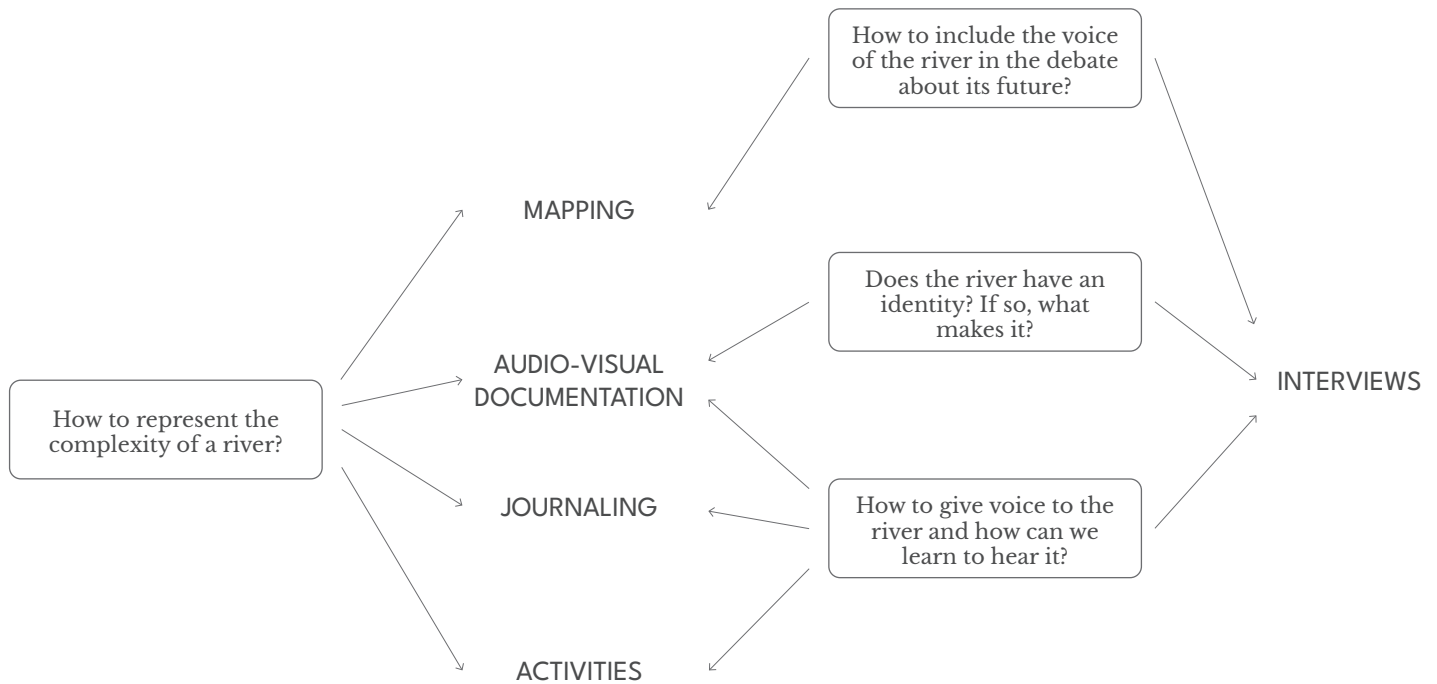 How to include the voice
of the river in the debate
about its future?
MAPPING
Does the river have an
identity? If so, what
makes it?
AUDIO-VISUAL
DOCUMENTATION
INTERVIEWS
How to represent the
complexity of a river?
JOURNALING
How to give voice to the
river and how can we
learn to hear it?
ACTIVITIES